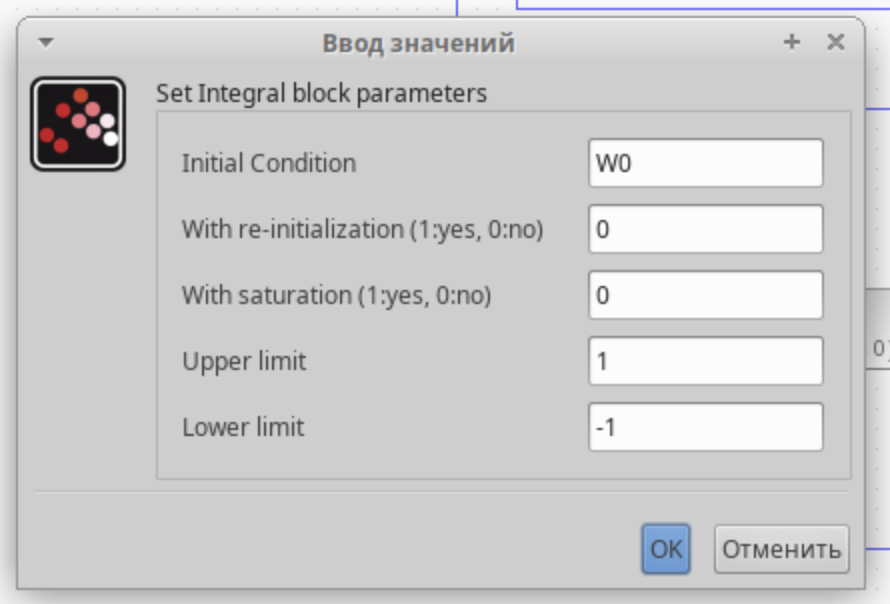 Ввод значений
Set Integral block parameters
Initial Condition W0
With re-initialization (1:yes, 0:no) 0
With saturation (1:yes, 0:no) 0
Upper limit 1
0)
Lower limit -1
OK Отменить